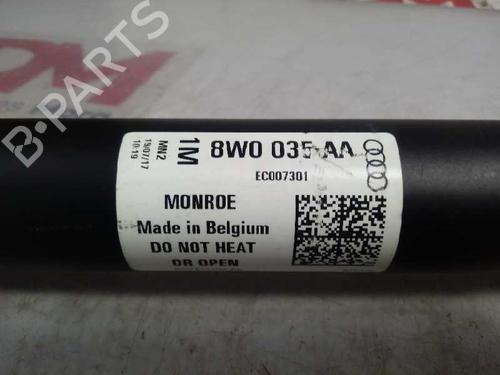 B-PARTS
MN2
19/07/17
10:19
1M
8W0 035 AA
EC007301
MONROE
Made in Belgium
DO NOT HEAT
OR OPEN